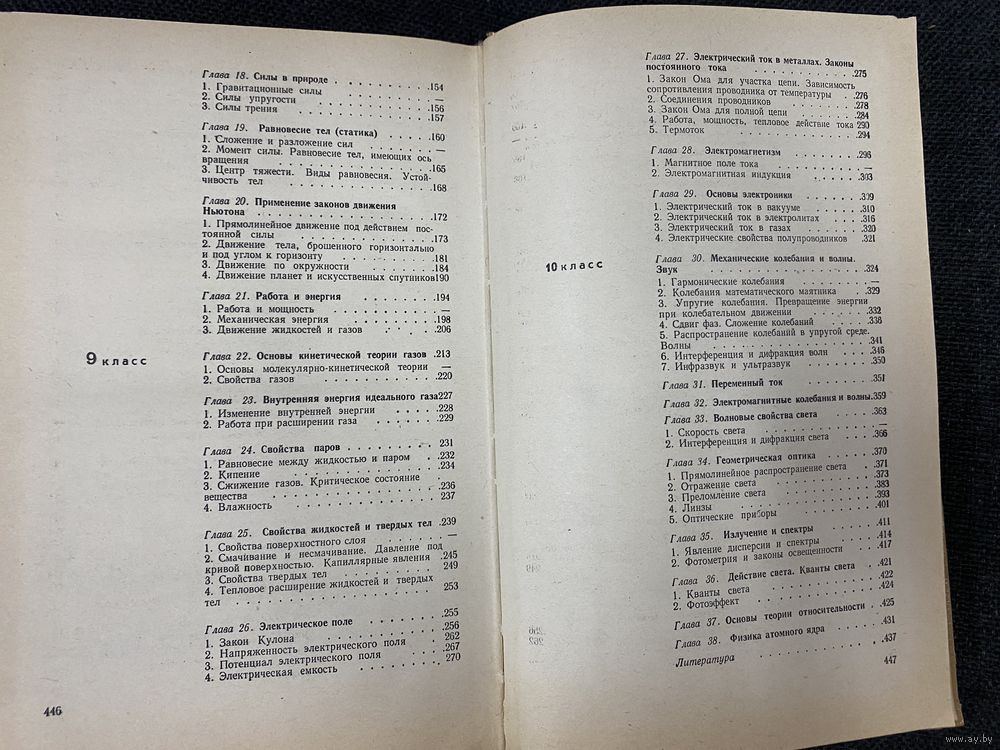 Глава 18. Силы в природе . . . . . . . .154
1. Гравитационные силы . . . . . . . —
2. Силы упругости . . . . . . . .156
3. Силы трения . . . . . . . .157
Глава 19. Равновесие тел (статика) . . . . .160
1. Сложение и разложение сил . . . . . —
2. Момент силы. Равновесие тел, имеющих ось
вращения . . . . . . . . .165
3. Центр тяжести. Виды равновесия. Устой-
чивость тел . . . . . . . . .168
Глава 20. Применение законов движения
Ньютона . . . . . . . . .172
1. Прямолинейное движение под действием пос-
тоянной силы . . . . . . . . .173
2. Движение тела, брошенного горизонтально
и под углом к горизонту . . . . . .181
3. Движение по окружности . . . . .184
4. Движение планет и искусственных спутников190
Глава 21. Работа и энергия . . . . . . .194
1. Работа и мощность . . . . . . . —
2. Механическая энергия . . . . . .198
3. Движение жидкостей и газов . . . .206
9 класс
Глава 22. Основы кинетической теории газов .213
1. Основы молекулярно-кинетической теории —
2. Свойства газов . . . . . . . .220
Глава 23. Внутренняя энергия идеального газа227
1. Изменение внутренней энергии . . . .228
2. Работа при расширении газа . . . . .229
Глава 24. Свойства паров . . . . . . . 231
1. Равновесие между жидкостью и паром . .232
2. Кипение . . . . . . . . .234
3. Сжижение газов. Критическое состояние
вещества . . . . . . . . .236
4. Влажность . . . . . . . . 237
Глава 25. Свойства жидкостей и твердых тел .239
1. Свойства поверхностного слоя . . . . —
2. Смачивание и несмачивание. Давление под
кривой поверхностью. Капиллярные явления .245
3. Свойства твердых тел . . . . . . 249
4. Тепловое расширение жидкостей и твердых
тел . . . . . . . . . 253
Глава 26. Электрическое поле . . . . . .255
1. Закон Кулона . . . . . . . .256
2. Напряженность электрического поля . . 262
3. Потенциал электрического поля . . . .267
4. Электрическая емкость . . . . . . 270
446
Глава 27. Электрический ток в металлах. Законы
постоянного тока . . . . . . . .275
1. Закон Ома для участка цепи. Зависимость
сопротивления проводника от температуры . .276
2. Соединения проводников . . . . . .278
3. Закон Ома для полной цепи . . . . .284
4. Работа, мощность, тепловое действие тока 290
5. Термоток . . . . . . . . .294
Глава 28. Электромагнетизм . . . . . . .296
1. Магнитное поле тока . . . . . . —
2. Электромагнитная индукция . . . . .303
Глава 29. Основы электроники . . . . . .309
1. Электрический ток в вакууме . . . . .310
2. Электрический ток в электролитах . . .316
3. Электрический ток в газах . . . . .320
4. Электрические свойства полупроводников .321
10 класс
Глава 30. Механические колебания и волны.
Звук . . . . . . . . .324
1. Гармонические колебания . . . . . —
2. Колебания математического маятника . .329
3. Упругие колебания. Превращение энергии
при колебательном движении . . . . .332
4. Сдвиг фаз. Сложение колебаний . . . .336
5. Распространение колебаний в упругой среде.
Волны . . . . . . . . .341
6. Интерференция и дифракция волн . . .346
7. Инфразвук и ультразвук . . . . . .350
Глава 31. Переменный ток . . . . . . .351
Глава 32. Электромагнитные колебания и волны.359
Глава 33. Волновые свойства света . . . . .363
1. Скорость света . . . . . . . —
2. Интерференция и дифракция света . . . .366
Глава 34. Геометрическая оптика . . . . . .370
1. Прямолинейное распространение света . .371
2. Отражение света . . . . . . .373
3. Преломление света . . . . . . .383
4. Линзы . . . . . . . . .393
5. Оптические приборы . . . . . . .401
Глава 35. Излучение и спектры . . . . . .411
1. Явление дисперсии и спектры . . . . .414
2. Фотометрия и законы освещенности . . .417
Глава 36. Действие света. Кванты света . .421
1. Кванты света . . . . . . . .422
2. Фотоэффект . . . . . . . .424
Глава 37. Основы теории относительности . .425
Глава 38. Физика атомного ядра . . . . .431
Литература . . . . . . . . .437
447
www.ay.by